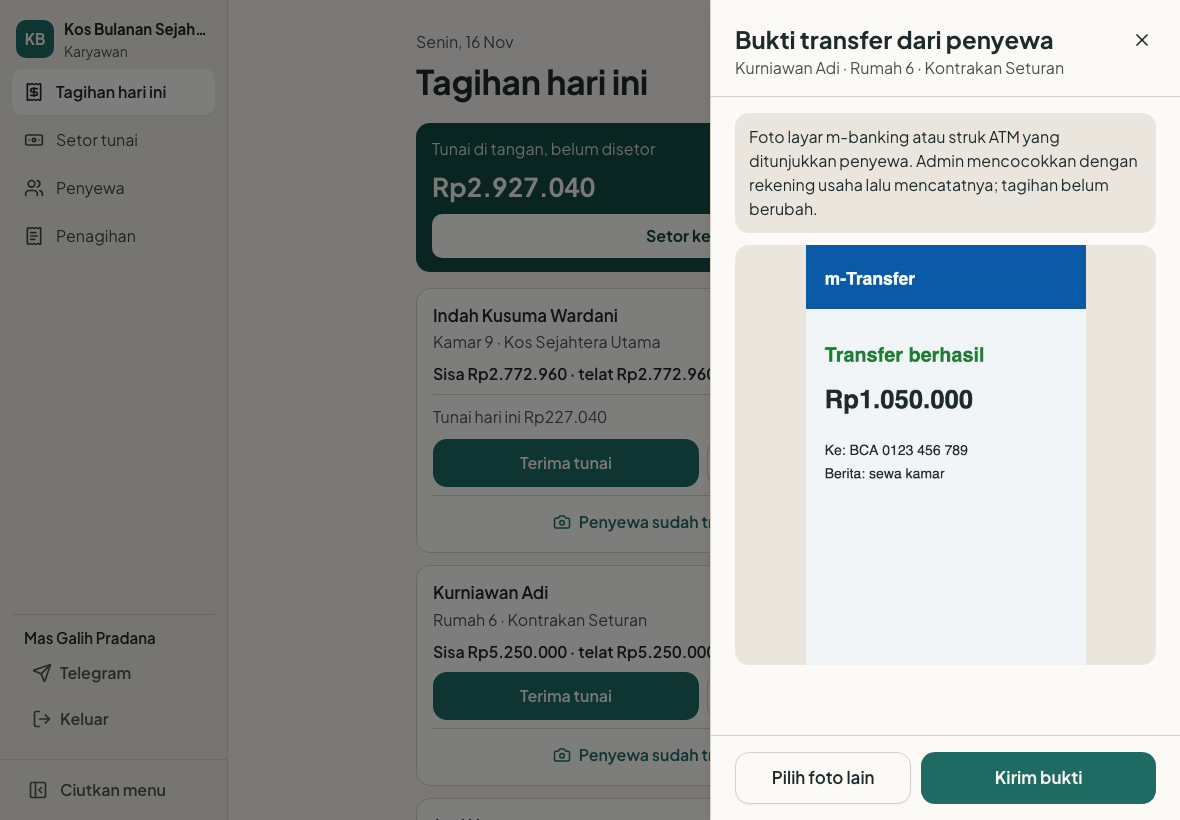 KB
Kos Bulanan Sejah…
Karyawan
Tagihan hari ini
Setor tunai
Penyewa
Penagihan
Mas Galih Pradana
Telegram
Keluar
Ciutkan menu
Senin, 16 Nov
Tagihan hari ini
Tunai di tangan, belum disetor
Rp2.927.040
Setor ke
Indah Kusuma Wardani
Kamar 9 · Kos Sejahtera Utama
Sisa Rp2.772.960 · telat Rp2.772.960
Tunai hari ini Rp227.040
Terima tunai
Penyewa sudah tr
Kurniawan Adi
Rumah 6 · Kontrakan Seturan
Sisa Rp5.250.000 · telat Rp5.250.000
Terima tunai
Penyewa sudah tr
Bukti transfer dari penyewa
Kurniawan Adi · Rumah 6 · Kontrakan Seturan
Foto layar m-banking atau struk ATM yang
ditunjukkan penyewa. Admin mencocokkan dengan
rekening usaha lalu mencatatnya; tagihan belum
berubah.
m-Transfer
Transfer berhasil
Rp1.050.000
Ke: BCA 0123 456 789
Berita: sewa kamar
Pilih foto lain
Kirim bukti